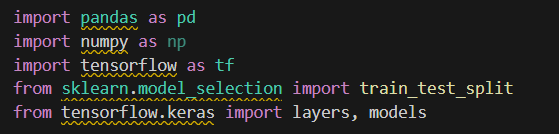 import pandas as pd
import numpy as np
import tensorflow as tf
from sklearn.model_selection import train_test_split
from tensorflow.keras import layers, models